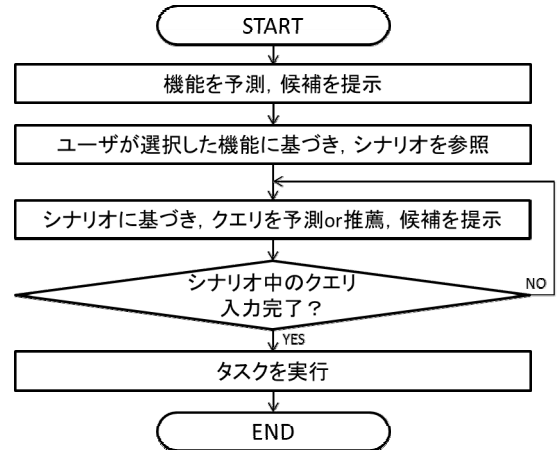 START
機能を予測，候補を提示
ユーザが選択した機能に基づき，シナリオを参照
シナリオに基づき，クエリを予測or推薦，候補を提示
シナリオ中のクエリ
入力完了？
NO
YES
タスクを実行
END